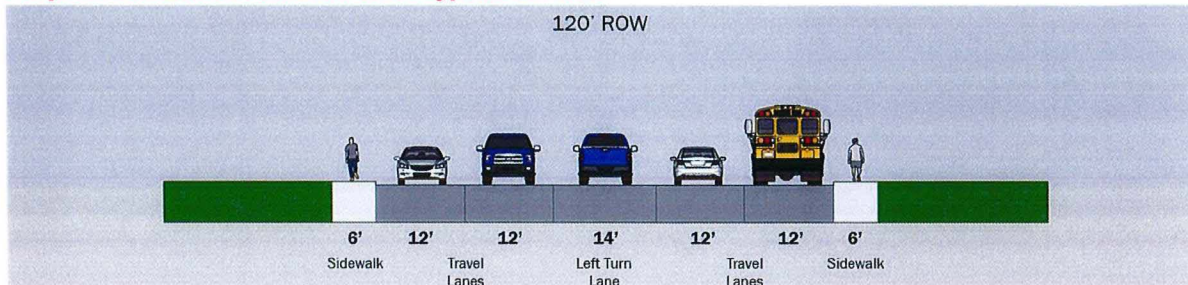 120' ROW
6' 12' 12' 14' 12' 12' 6'
Sidewalk Travel Left Turn Travel Sidewalk
Lanes Lane Lanes